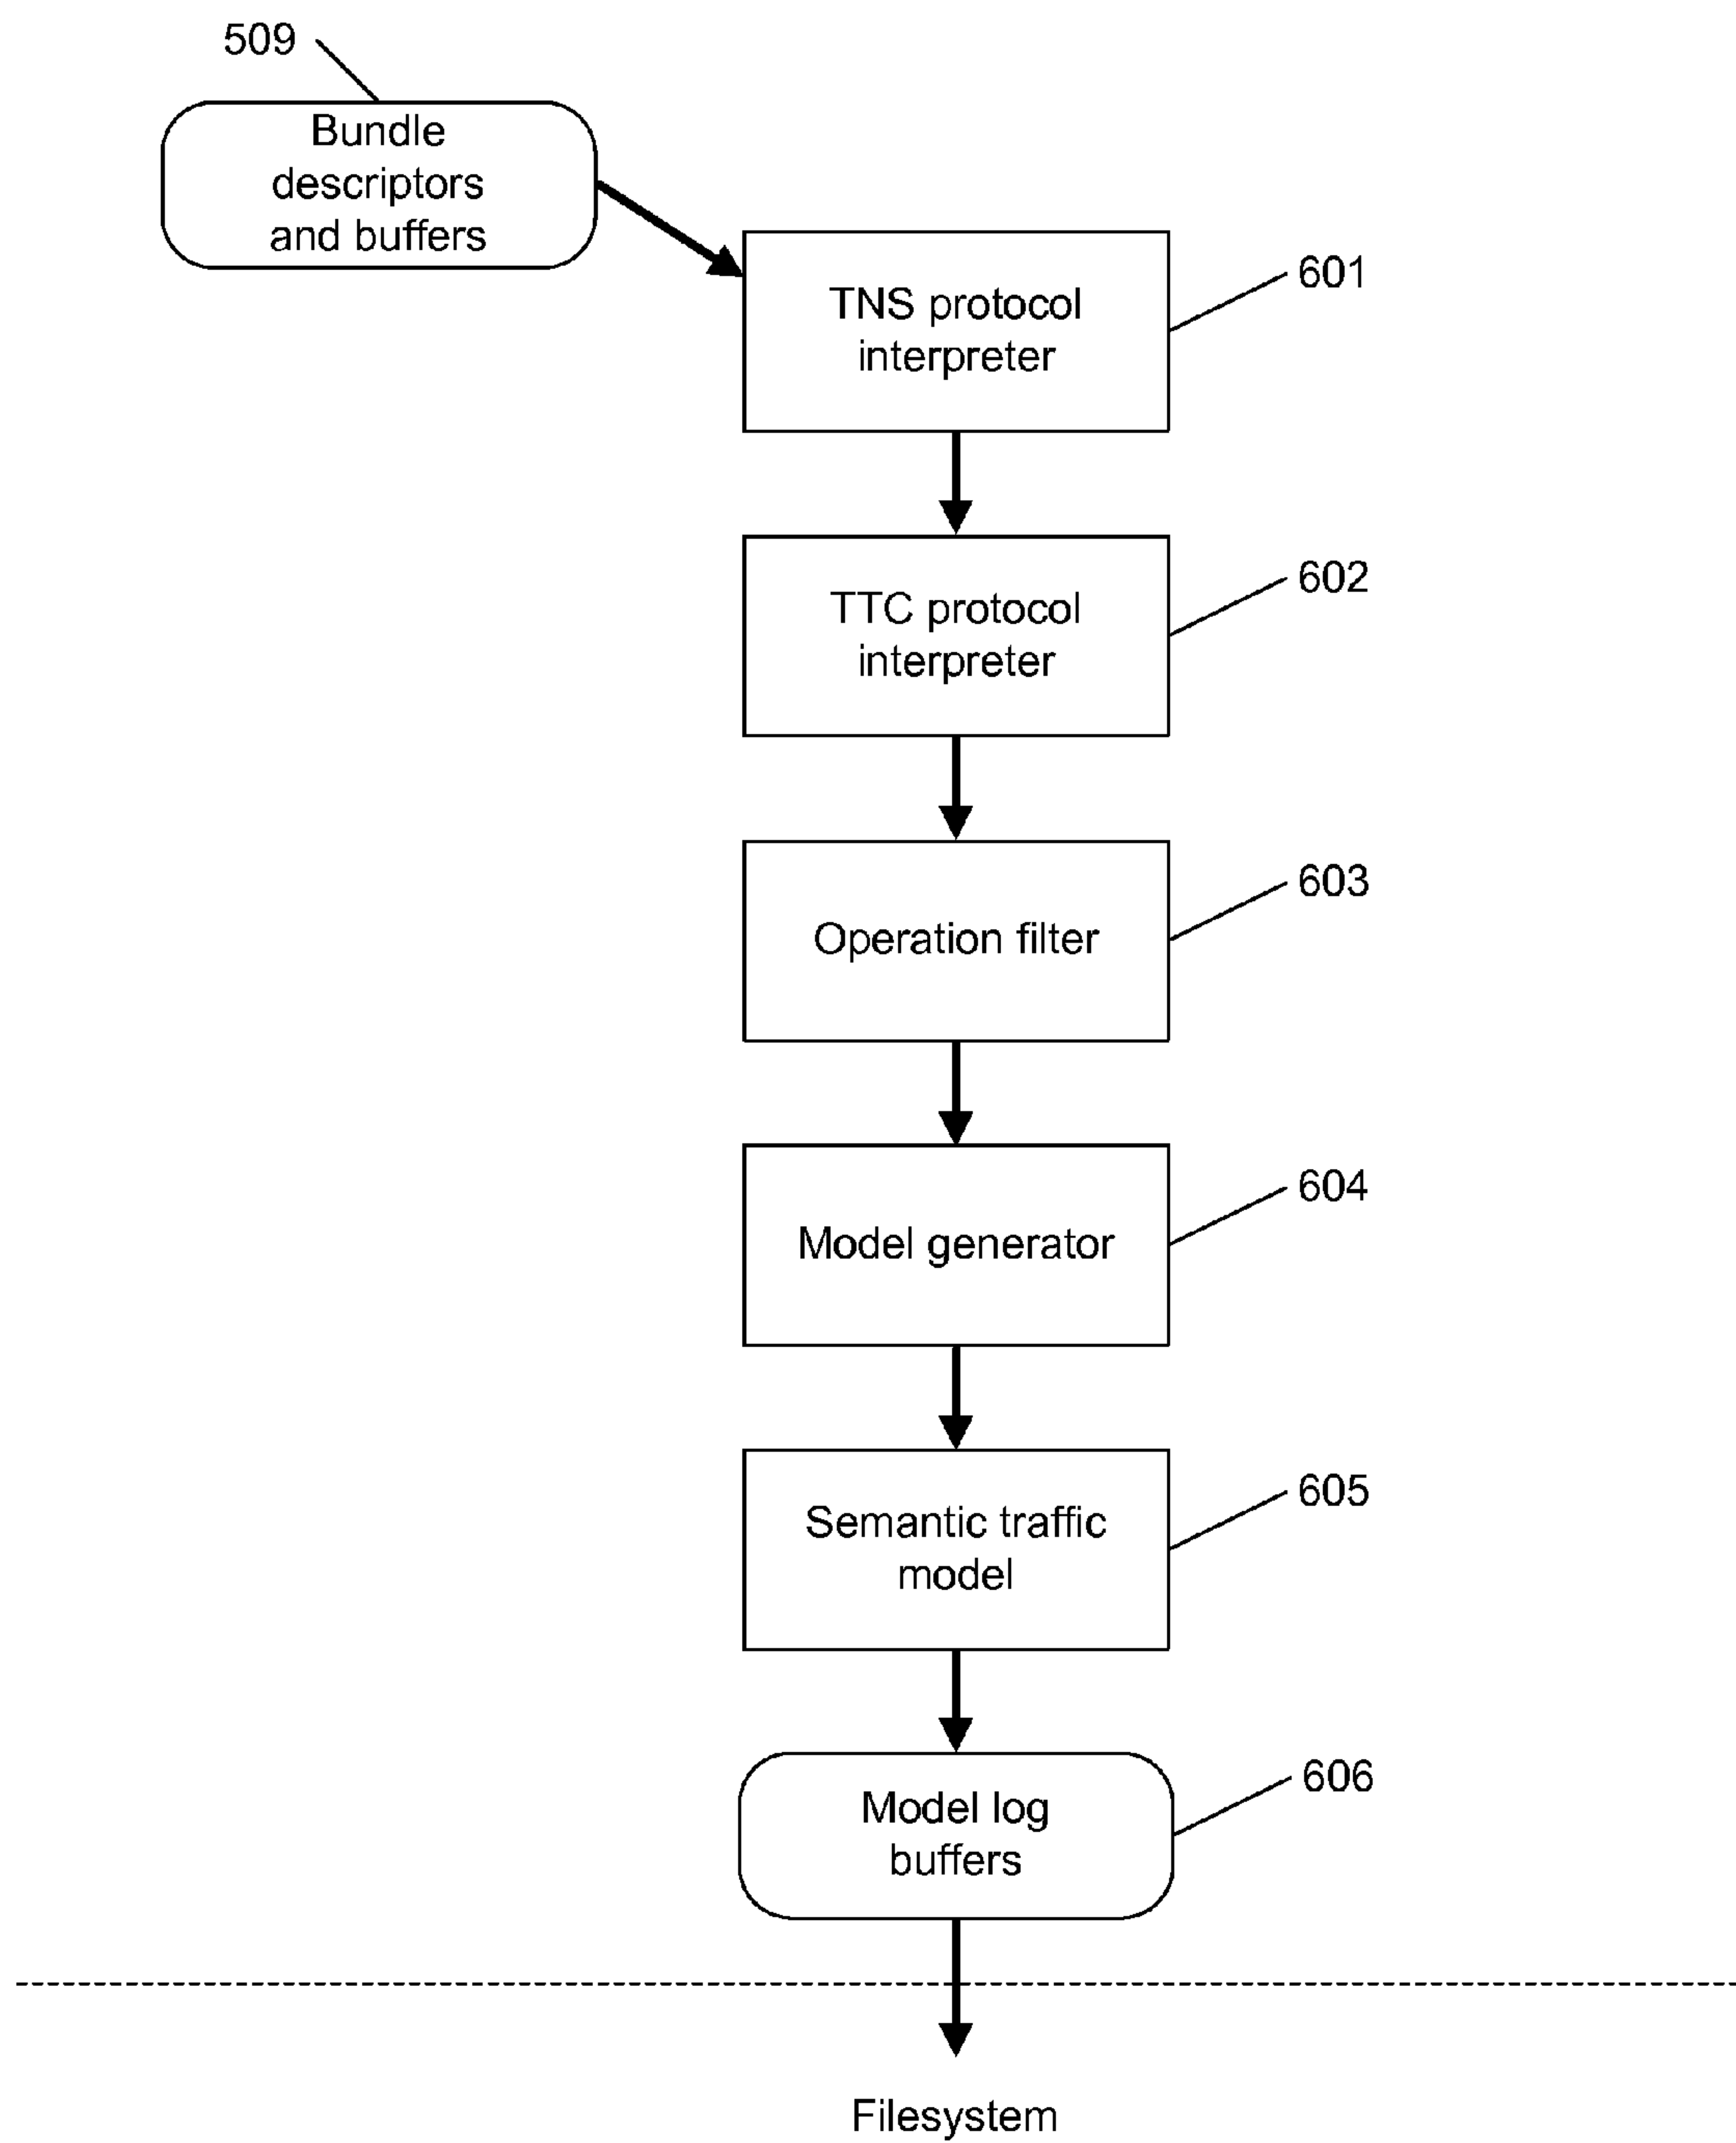 509
Bundle
descriptors
and buffers
TNS protocol
interpreter
601
TTC protocol
interpreter
602
Operation filter
603
Model generator
604
Semantic traffic
model
605
Model log
buffers
606
Filesystem